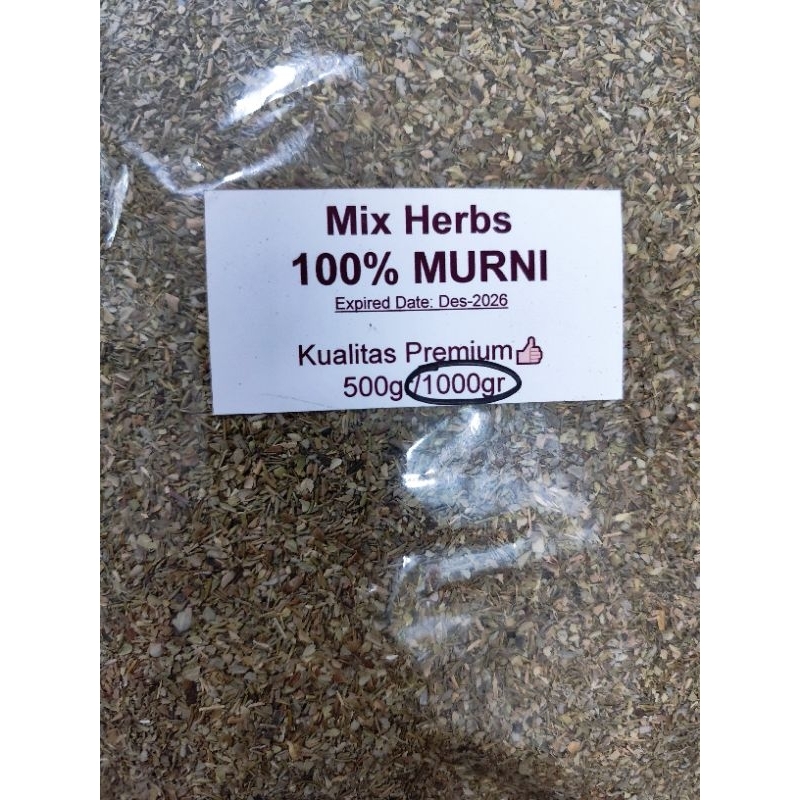 Mix Herbs
100% MURNI
Expired Date: Des-2026
Kualitas Premium👍
500g /1000gr